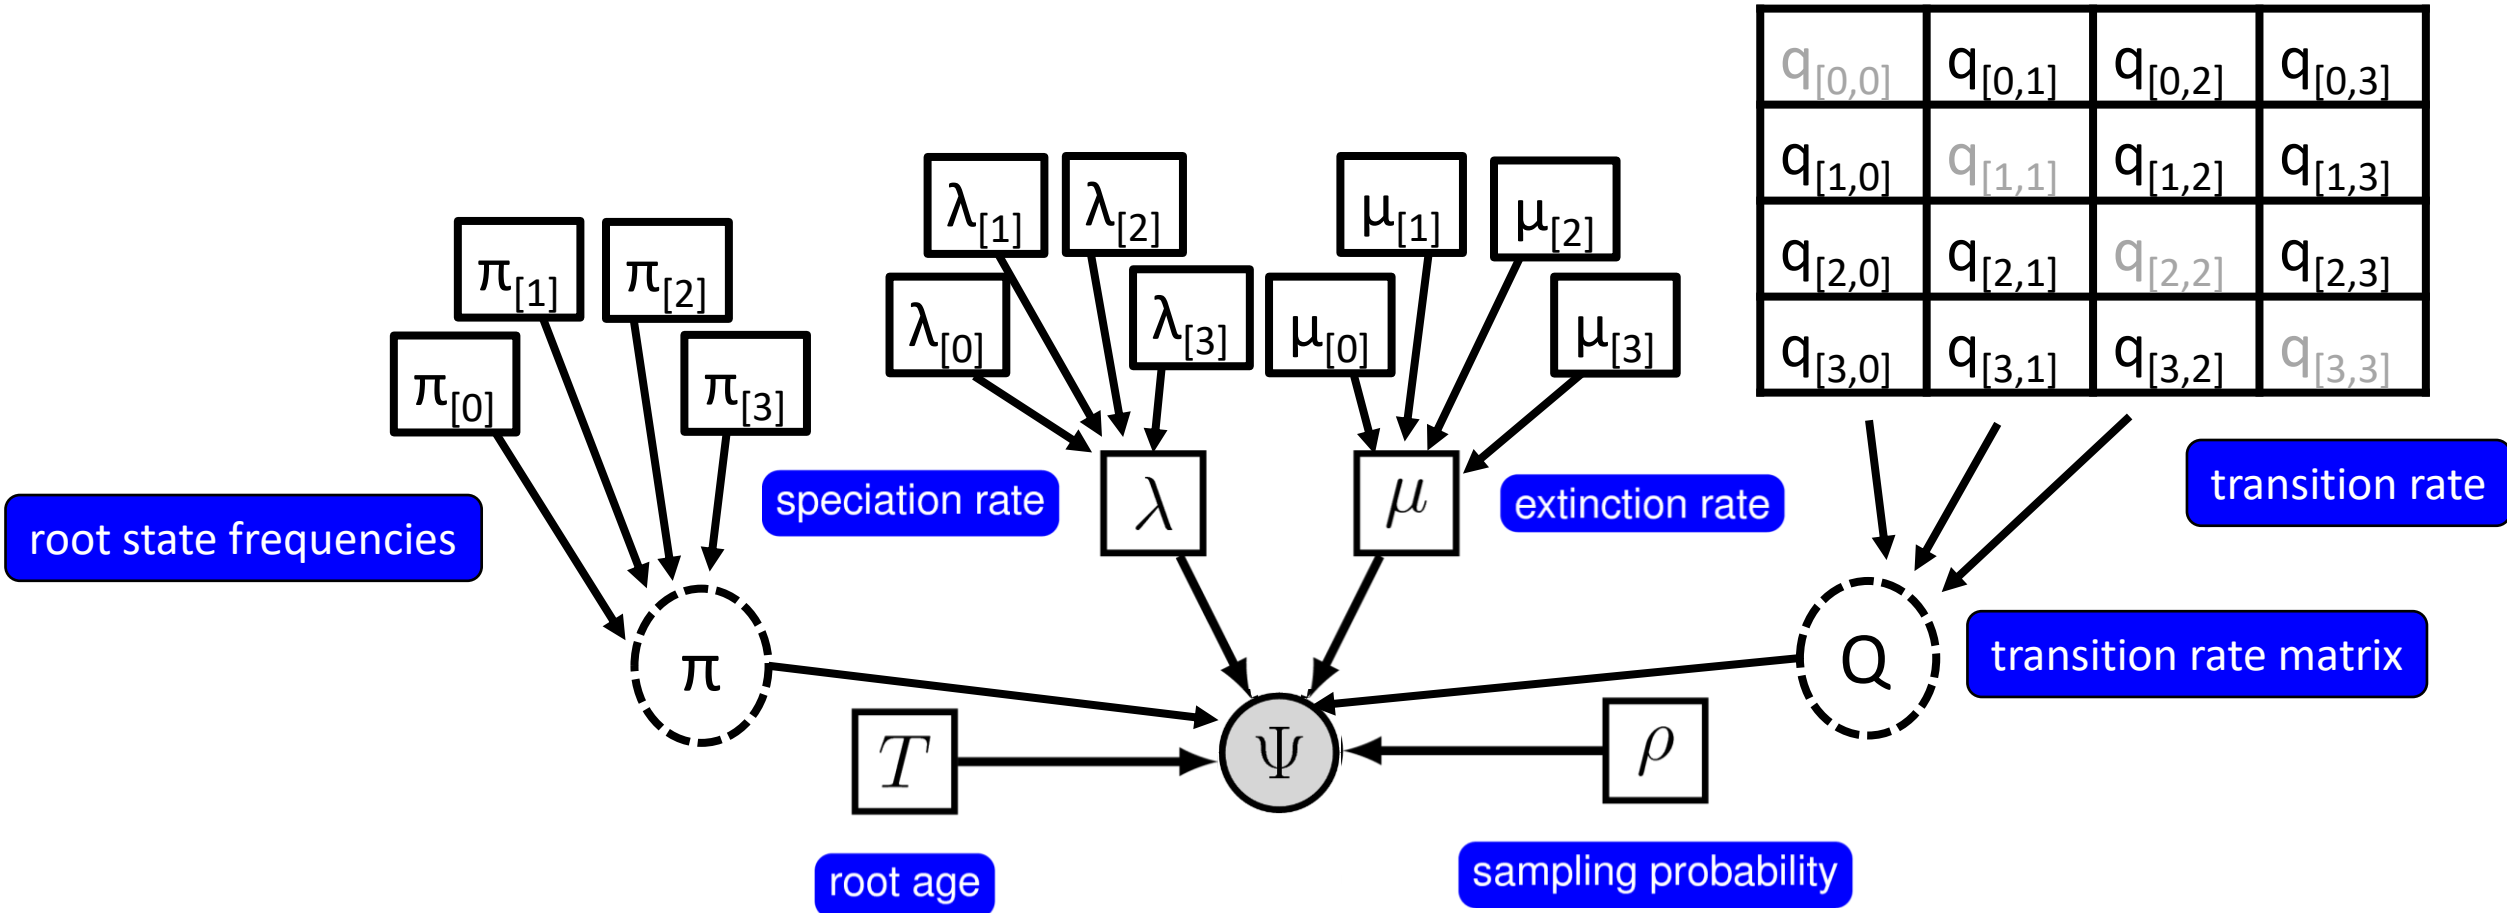 q[0,0] q[0,1] q[0,2] q[0,3]
q[1,0] q[1,1] q[1,2] q[1,3]
q[2,0] q[2,1] q[2,2] q[2,3]
q[3,0] q[3,1] q[3,2] q[3,3]
λ[1] λ[2] μ[1] μ[2]
π[1] π[2] λ[0] λ[3] μ[0] μ[3]
π[0] π[3]
speciation rate λ μ extinction rate transition rate
root state frequencies
π Q transition rate matrix
T Ψ ρ
root age sampling probability